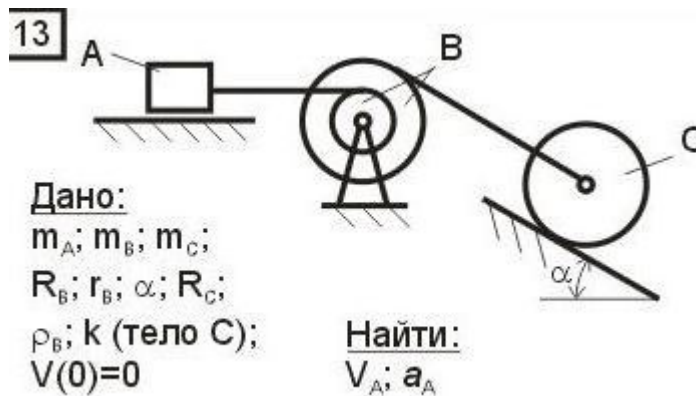 13
A
B
C
α
Дано:
m_A; m_B; m_C;
R_B; r_B; α; R_C;
ρ_B; k (тело C);
V(0)=0
Найти:
V_A; a_A